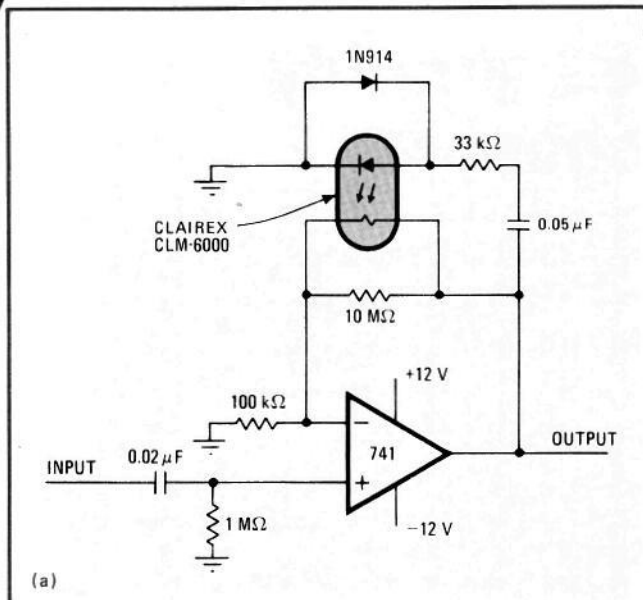 1N914
33 kΩ
CLAIREX
CLM-6000
0.05 μF
10 MΩ
+12 V
100 kΩ
−
741
OUTPUT
INPUT
0.02 μF
+
1 MΩ
−12 V
(a)